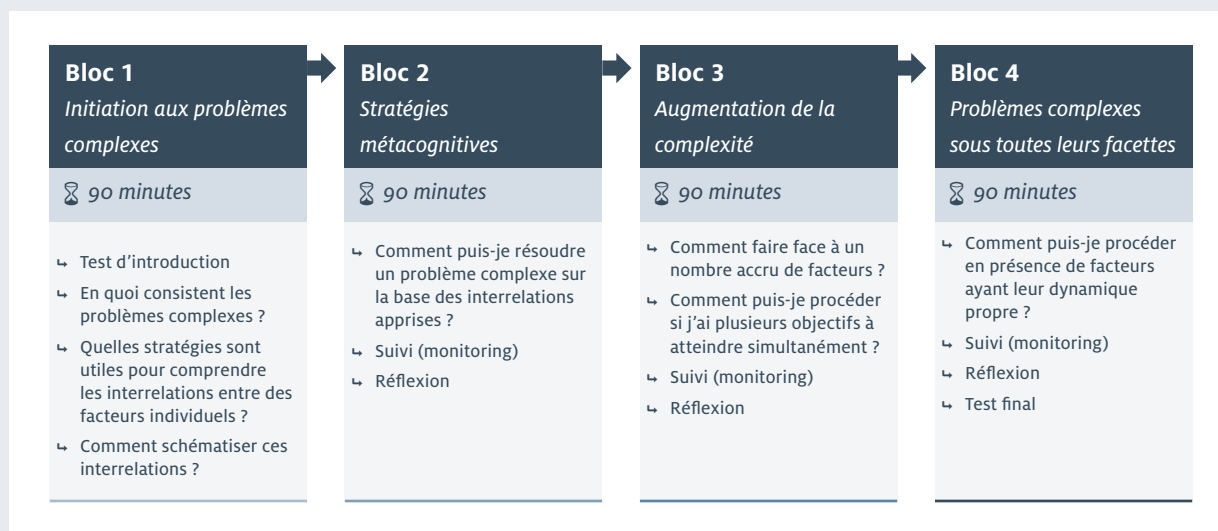 Bloc 1
Initiation aux problèmes
complexes
90 minutes
Test d’introduction
En quoi consistent les
problèmes complexes ?
Quelles stratégies sont
utiles pour comprendre
les interrelations entre des
facteurs individuels ?
Comment schématiser ces
interrelations ?
Bloc 2
Stratégies
métacognitives
90 minutes
Comment puis-je résoudre
un problème complexe sur
la base des interrelations
apprises ?
Suivi (monitoring)
Réflexion
Bloc 3
Augmentation de la
complexité
90 minutes
Comment faire face à un
nombre accru de facteurs ?
Comment puis-je procéder
si j’ai plusieurs objectifs à
atteindre simultanément ?
Suivi (monitoring)
Réflexion
Bloc 4
Problèmes complexes
sous toutes leurs facettes
90 minutes
Comment puis-je procéder
en présence de facteurs
ayant leur dynamique
propre ?
Suivi (monitoring)
Réflexion
Test final